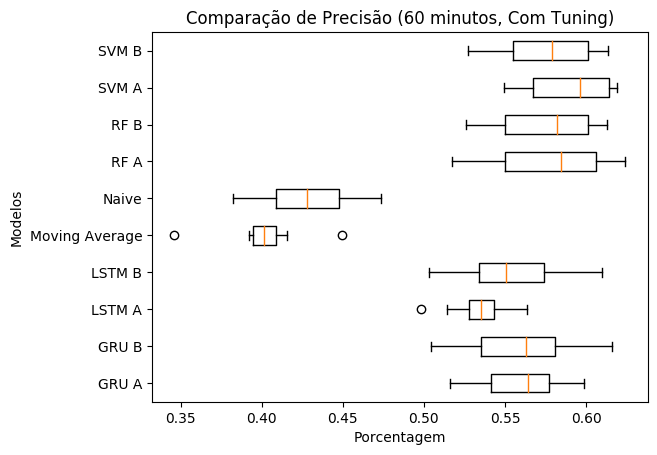 Comparação de Precisão (60 minutos, Com Tuning)
SVM B
SVM A
RF B
RF A
Naive
Moving Average
LSTM B
LSTM A
GRU B
GRU A
Modelos
0.35 0.40 0.45 0.50 0.55 0.60
Porcentagem